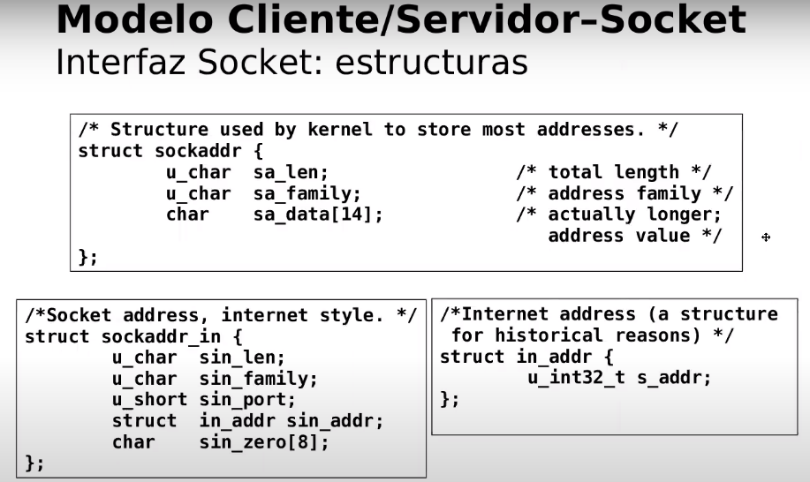 Modelo Cliente/Servidor–Socket
Interfaz Socket: estructuras
/* Structure used by kernel to store most addresses. */
struct sockaddr {
u_char sa_len; /* total length */
u_char sa_family; /* address family */
char sa_data[14]; /* actually longer;
address value */
};
/*Socket address, internet style. */
struct sockaddr_in {
u_char sin_len;
u_char sin_family;
u_short sin_port;
struct in_addr sin_addr;
char sin_zero[8];
};
/*Internet address (a structure
for historical reasons) */
struct in_addr {
u_int32_t s_addr;
};